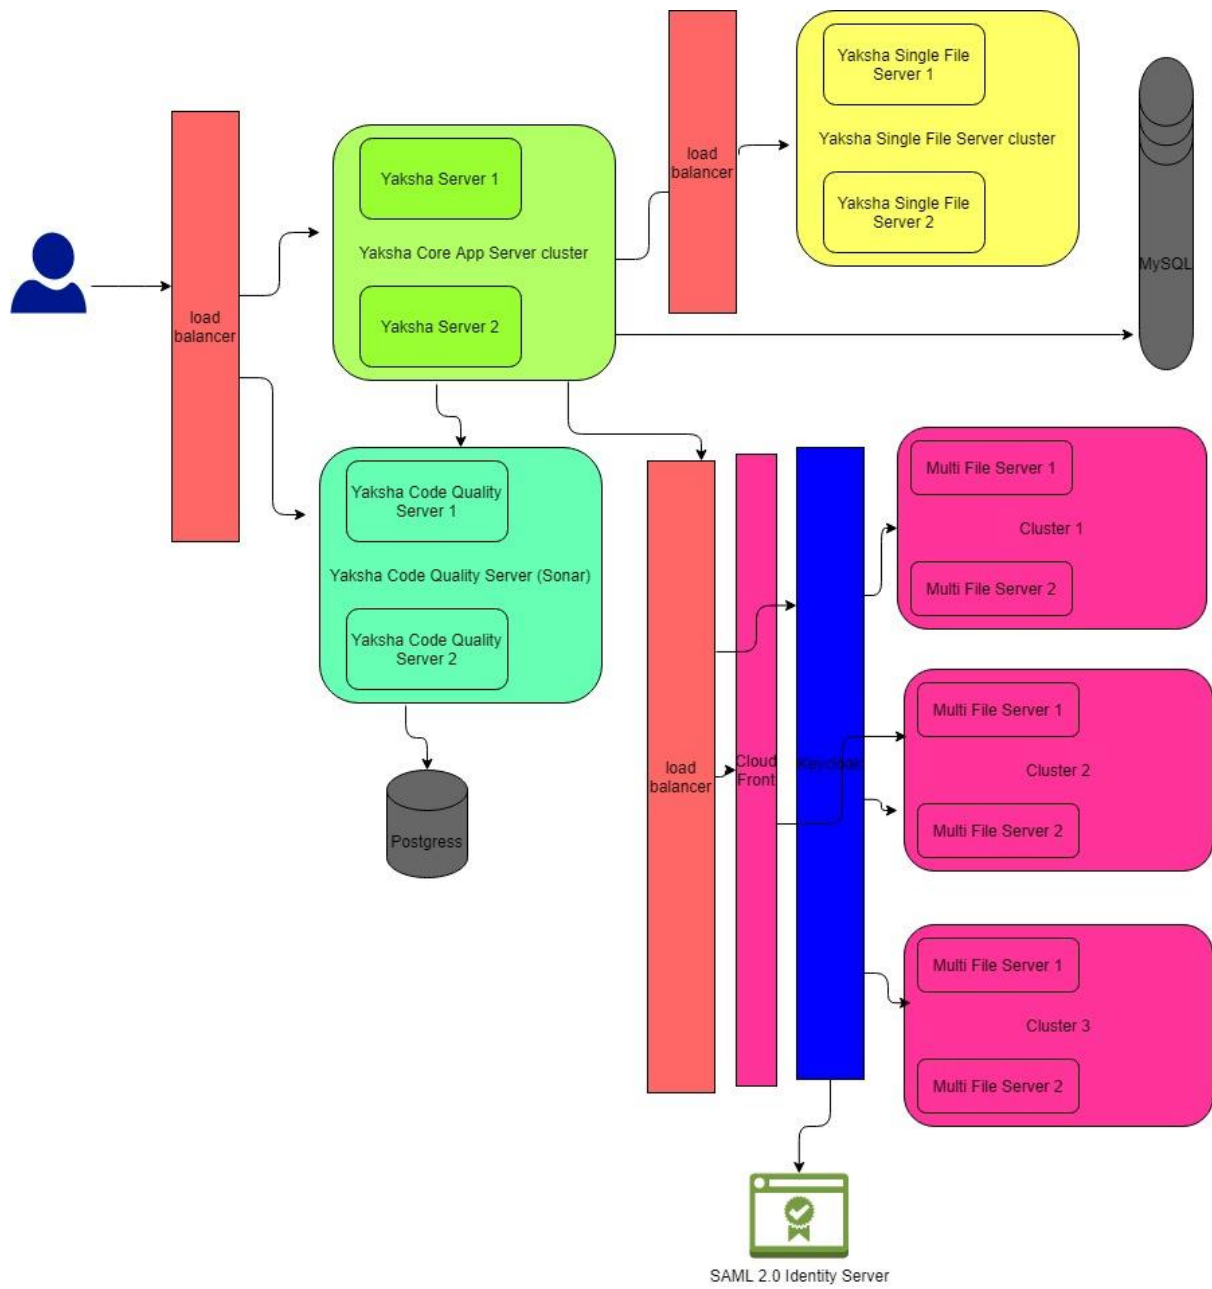 Yaksha Single File
Server 1
Yaksha Single File Server cluster
Yaksha Single File
Server 2
load
balancer
MySQL
load
balancer
Yaksha Server 1
Yaksha Core App Server cluster
Yaksha Server 2
Yaksha Code Quality
Server 1
Yaksha Code Quality Server (Sonar)
Yaksha Code Quality
Server 2
Postgress
load
balancer
Cloud
Front
Multi File Server 1
Cluster 1
Multi File Server 2
Multi File Server 1
Cluster 2
Multi File Server 2
Multi File Server 1
Cluster 3
Multi File Server 2
SAML 2.0 Identity Server